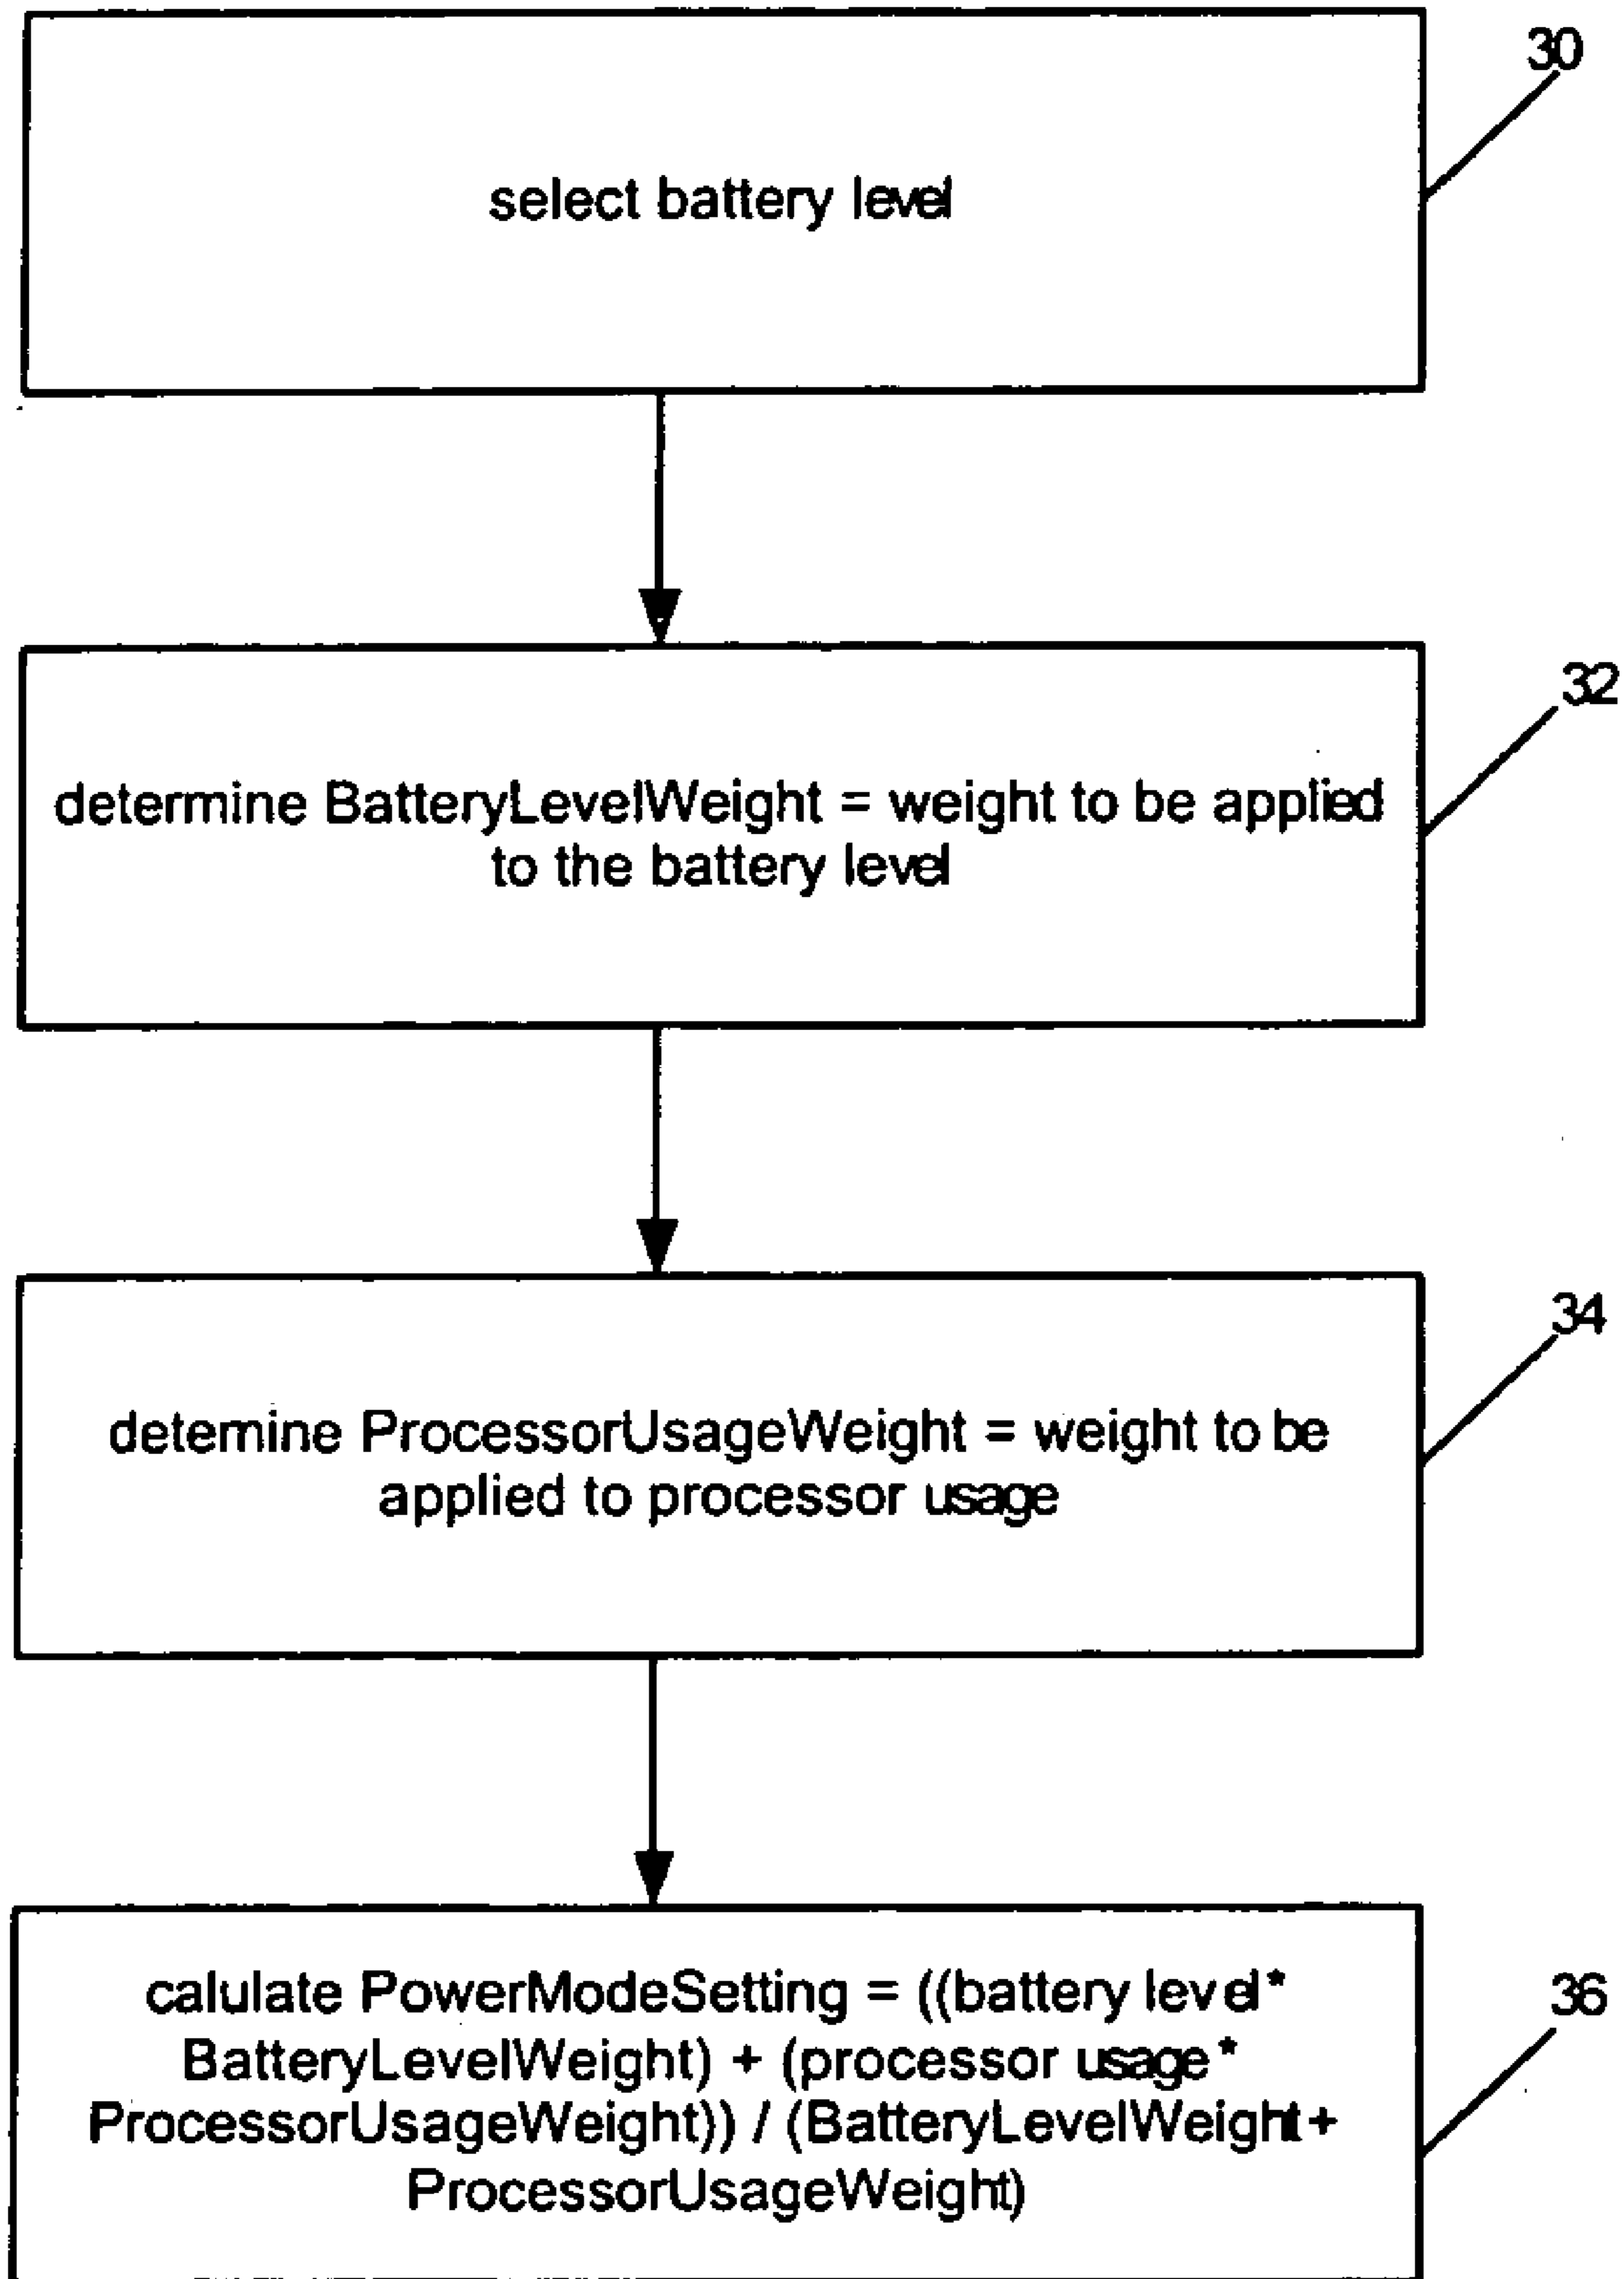 30
select battery level
32
determine BatteryLevelWeight = weight to be applied
to the battery level
34
detemine ProcessorUsageWeight = weight to be
applied to processor usage
36
calulate PowerModeSetting = ((battery level*
BatteryLevelWeight) + (processor usage*
ProcessorUsageWeight)) / (BatteryLevelWeight+
ProcessorUsageWeight)